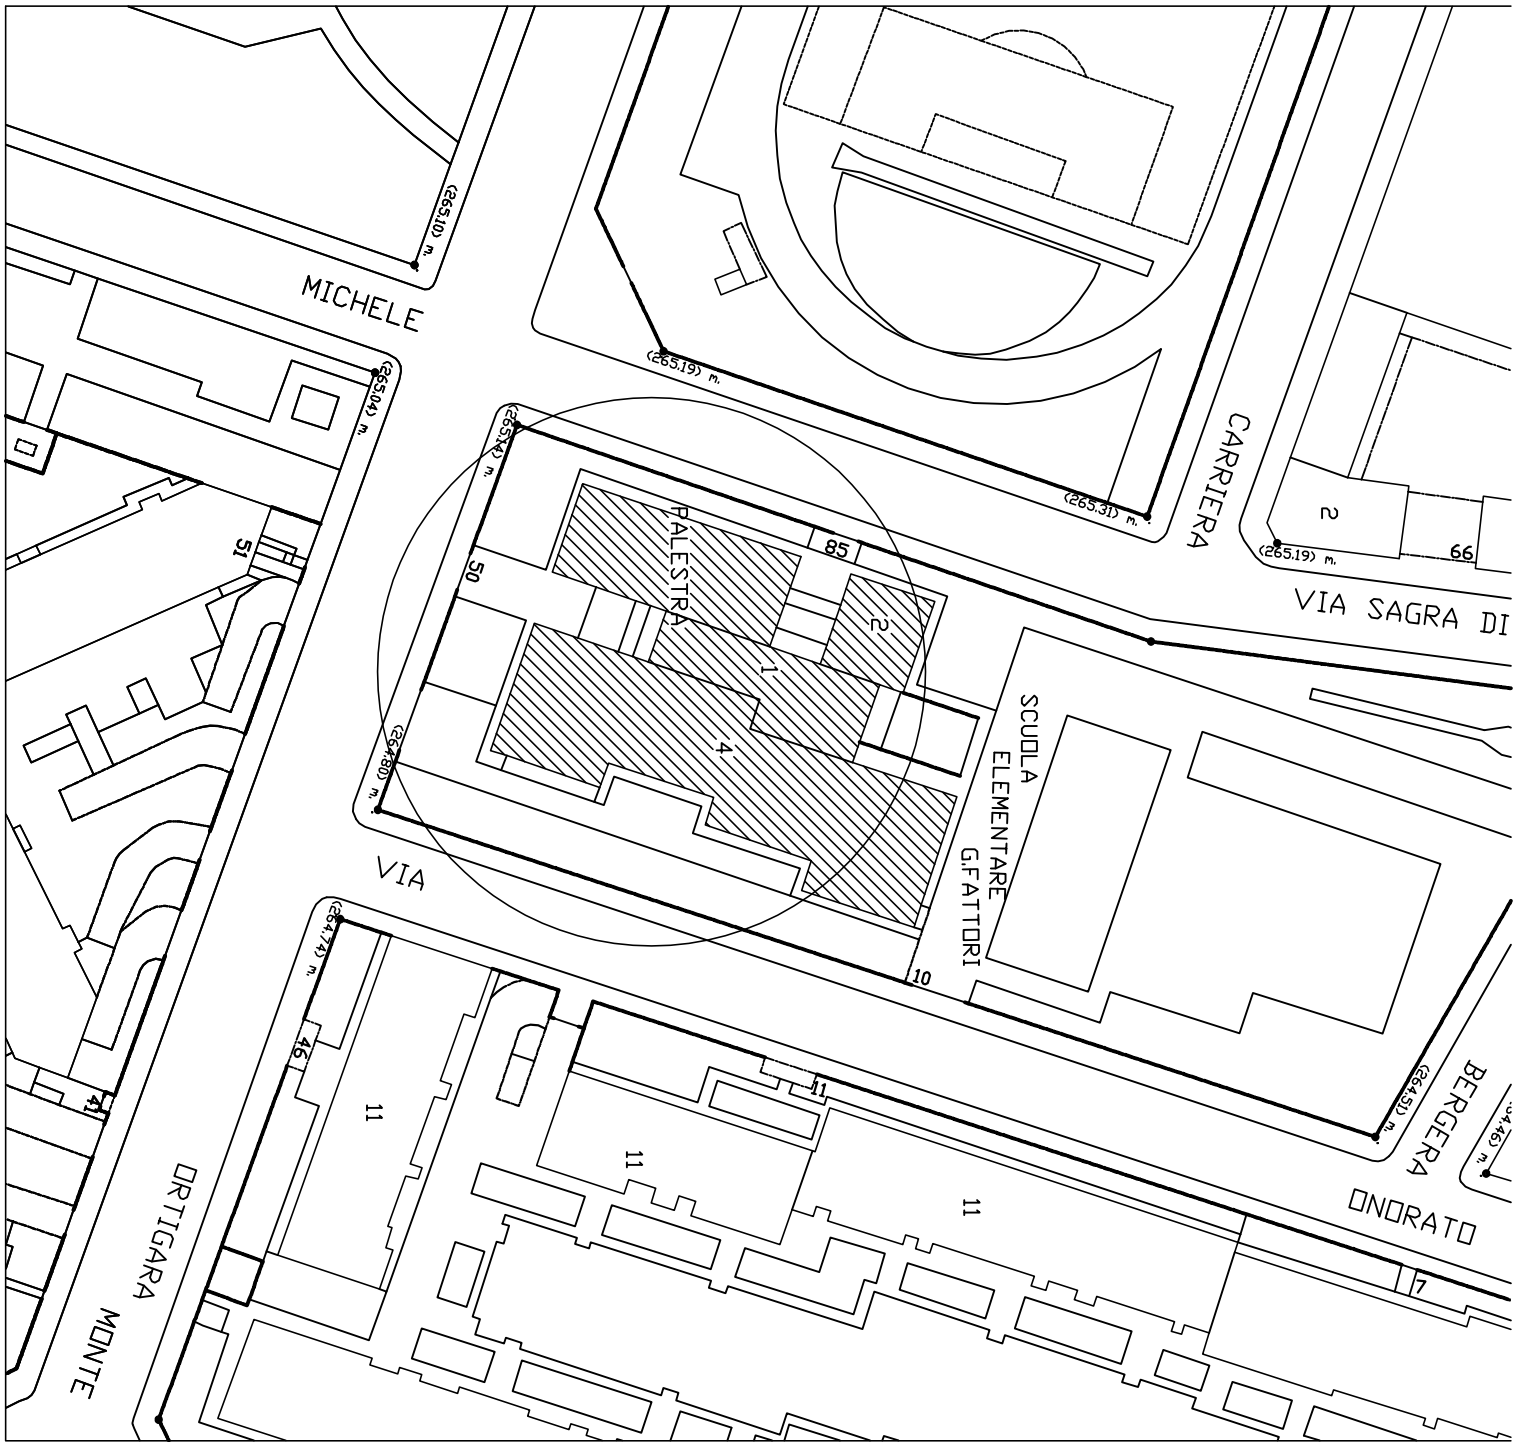 (265.10) m.
MICHELE
(265.04) m.
(265.19) m.
(265.14) m.
(265.31) m.
CARRIERA
2
66
(265.19) m.
VIA SAGRA DI
PALESTRA
85
2
50
51
1
4
SCUOLA
ELEMENTARE
G.FATTORI
(264.80) m.
VIA
(264.74) m.
10
46
11
11
11
11
41
(264.51) m.
BERGERA
ONORATO
7
ORTIGARA
MONTE